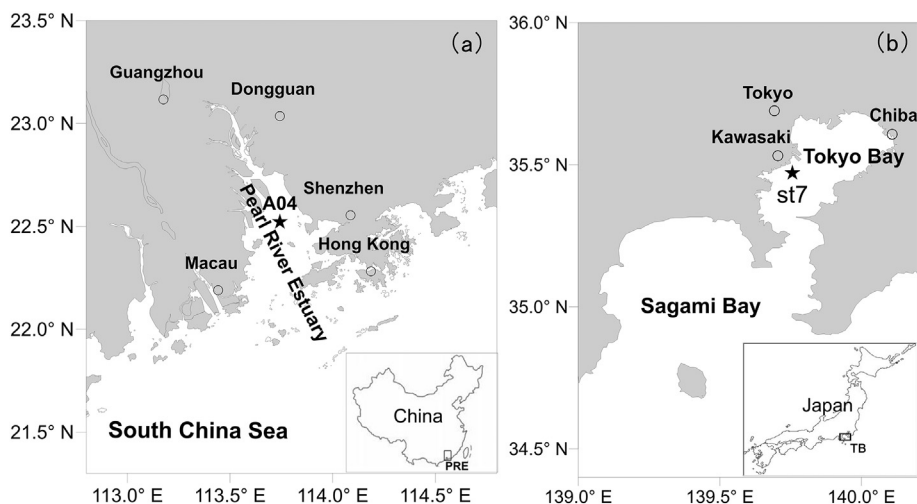 (a)
23.5° N
23.0° N
22.5° N
22.0° N
21.5° N
Guangzhou
Dongguan
Shenzhen
A04
Pearl River Estuary
Hong Kong
Macau
South China Sea
China
PRE
113.0° E
113.5° E
114.0° E
114.5° E
(b)
36.0° N
35.5° N
35.0° N
34.5° N
Tokyo
Chiba
Kawasaki
Tokyo Bay
st7
Sagami Bay
Japan
TB
139.0° E
139.5° E
140.0° E